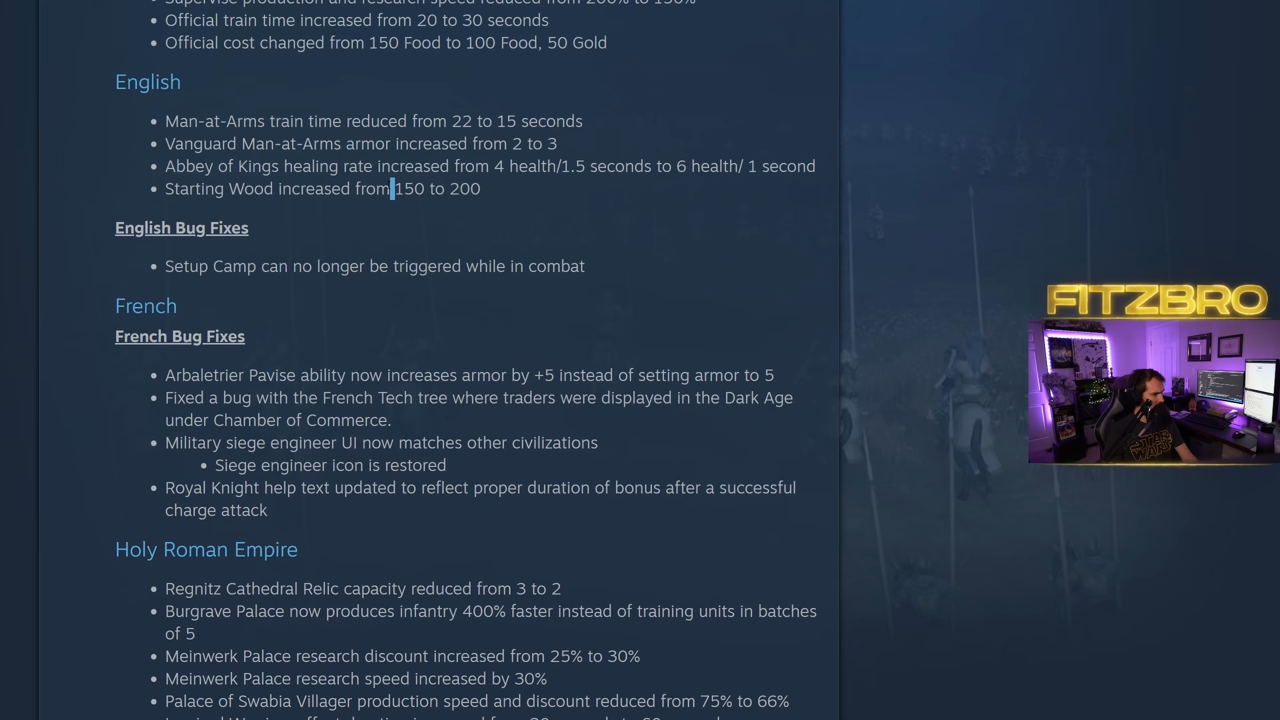 Official train time increased from 20 to 30 seconds
Official cost changed from 150 Food to 100 Food, 50 Gold
English
Man-at-Arms train time reduced from 22 to 15 seconds
Vanguard Man-at-Arms armor increased from 2 to 3
Abbey of Kings healing rate increased from 4 health/1.5 seconds to 6 health/ 1 second
Starting Wood increased from 150 to 200
English Bug Fixes
Setup Camp can no longer be triggered while in combat
French
French Bug Fixes
Arbaletrier Pavise ability now increases armor by +5 instead of setting armor to 5
Fixed a bug with the French Tech tree where traders were displayed in the Dark Age
under Chamber of Commerce.
Military siege engineer UI now matches other civilizations
Siege engineer icon is restored
Royal Knight help text updated to reflect proper duration of bonus after a successful
charge attack
Holy Roman Empire
Regnitz Cathedral Relic capacity reduced from 3 to 2
Burgrave Palace now produces infantry 400% faster instead of training units in batches
of 5
Meinwerk Palace research discount increased from 25% to 30%
Meinwerk Palace research speed increased by 30%
Palace of Swabia Villager production speed and discount reduced from 75% to 66%
FITZBRO
STAR WARS